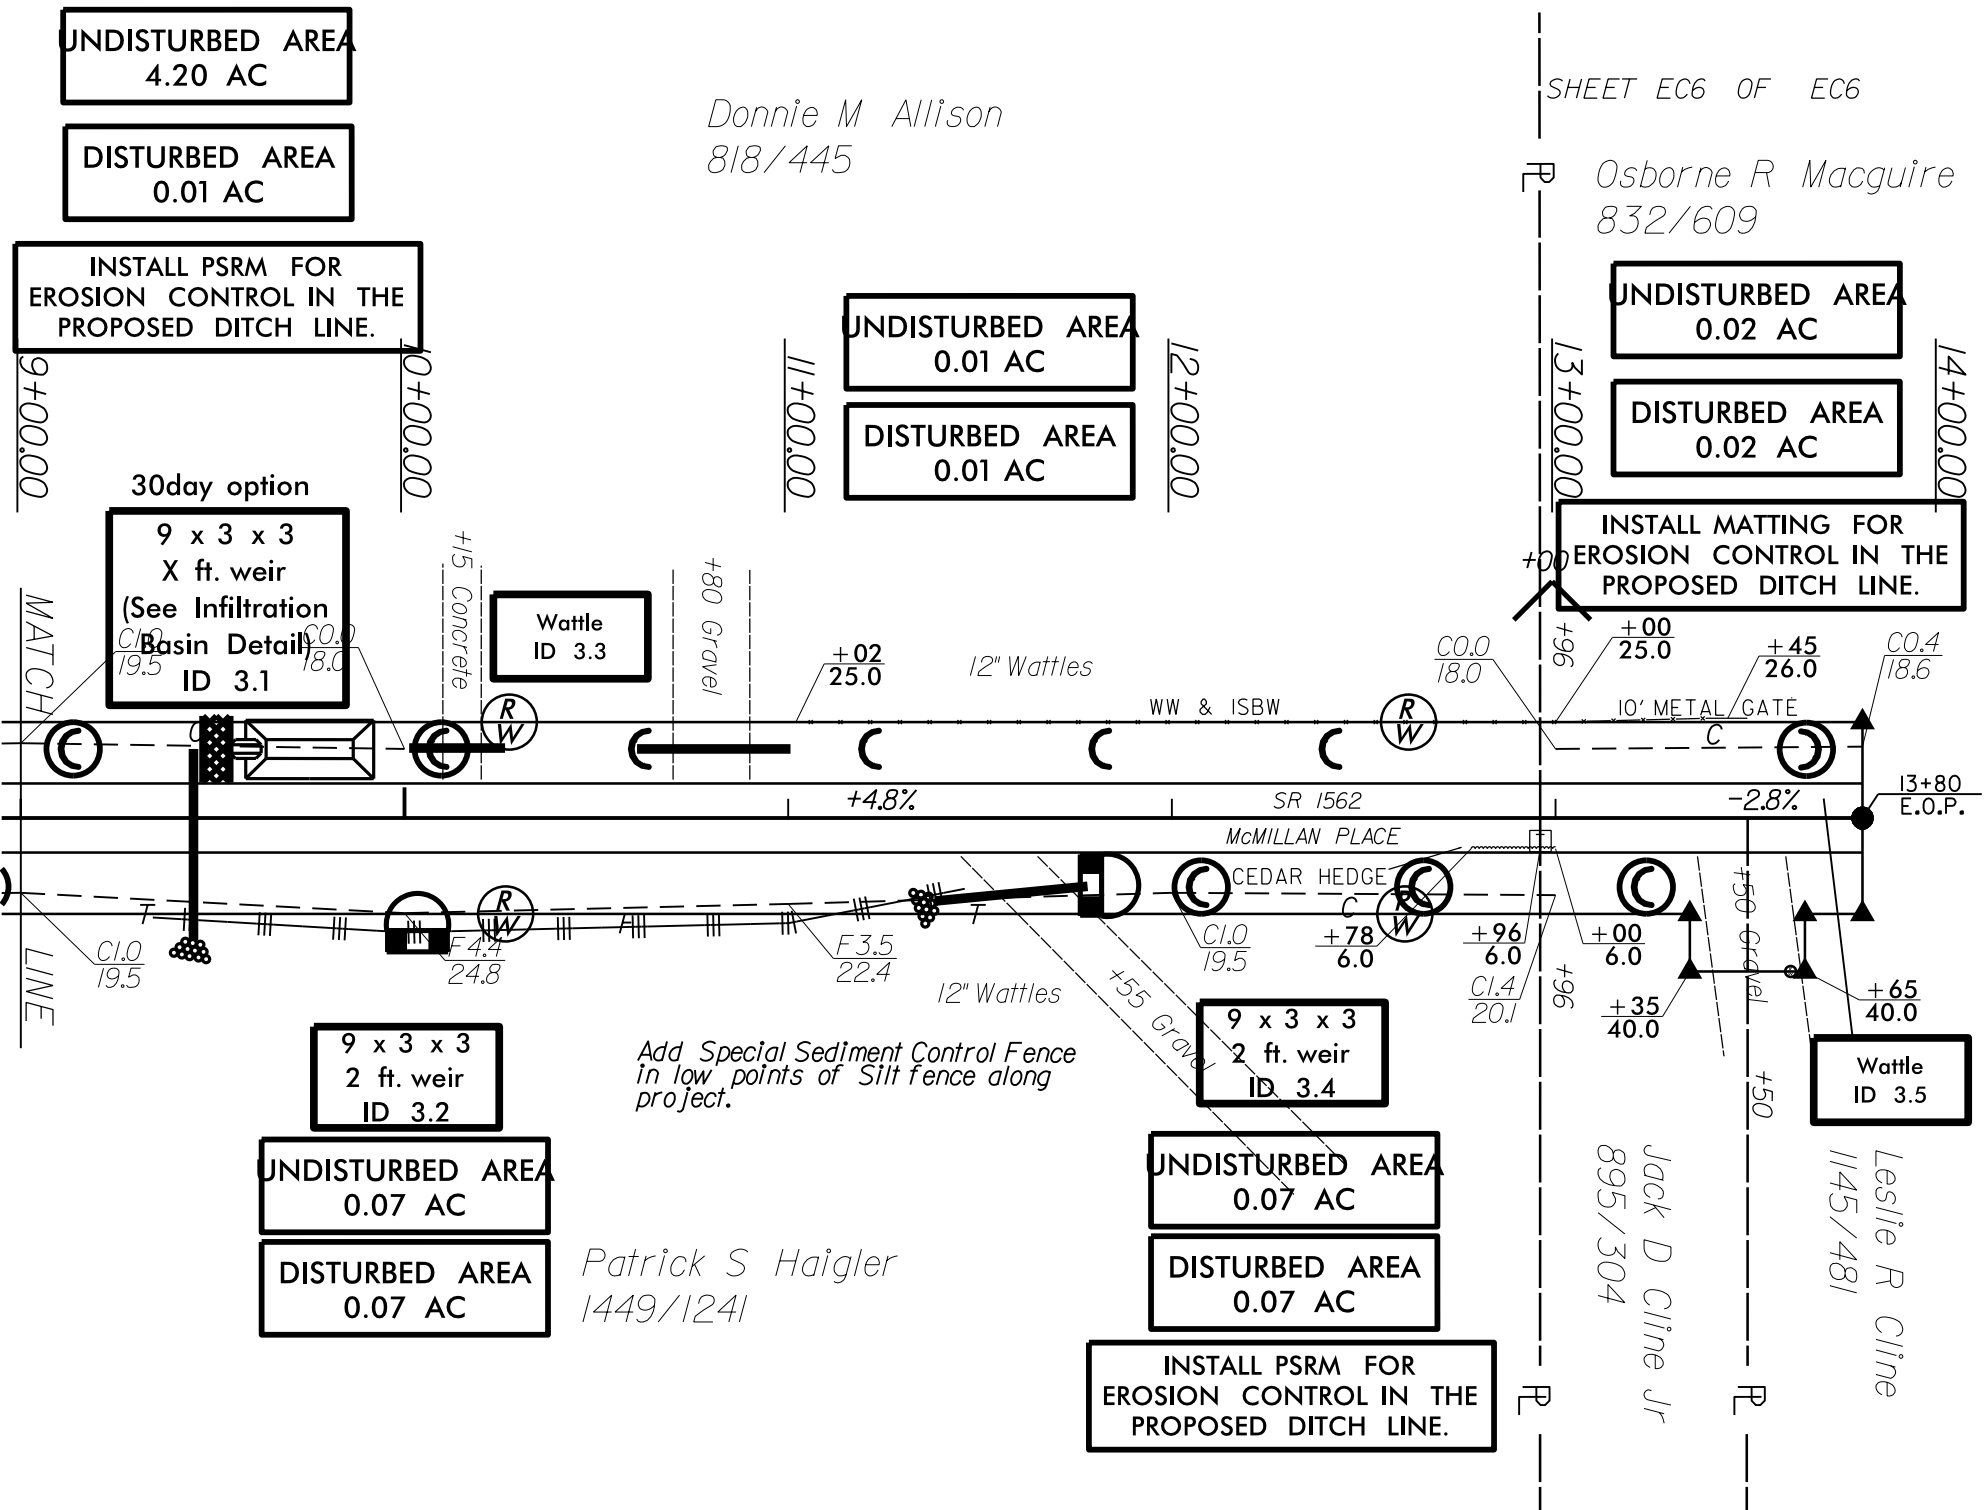 UNDISTURBED AREA
4.20 AC
DISTURBED AREA
0.01 AC
INSTALL PSRM FOR
EROSION CONTROL IN THE
PROPOSED DITCH LINE.
Donnie M Allison
818/445
SHEET EC6 OF EC6
PL
Osborne R Macguire
832/609
UNDISTURBED AREA
0.01 AC
DISTURBED AREA
0.01 AC
UNDISTURBED AREA
0.02 AC
DISTURBED AREA
0.02 AC
INSTALL MATTING FOR
EROSION CONTROL IN THE
PROPOSED DITCH LINE.
9+00.00
10+00.00
11+00.00
12+00.00
13+00.00
14+00.00
30day option
9 x 3 x 3
X ft. weir
(See Infiltration
Basin Detail)
ID 3.1
MATCH
C1.0
19.5
C0.0
18.0
+15 Concrete
Wattle
ID 3.3
+80 Gravel
+02
25.0
12" Wattles
WW & ISBW
C0.0
18.0
+00
+96
+00
25.0
+45
26.0
C0.4
18.6
10' METAL GATE
R
W
R
W
C
C
+4.8%
SR 1562
-2.8%
13+80
E.O.P.
McMILLAN PLACE
CEDAR HEDGE
T
R
W
F
T
C
R
W
LINE
C1.0
19.5
F4.4
24.8
F3.5
22.4
12" Wattles
C1.0
19.5
+78
6.0
+96
6.0
C1.4
20.1
+00
6.0
+96
+50 Gravel
+35
40.0
+65
40.0
+55 Gravel
9 x 3 x 3
2 ft. weir
ID 3.2
Add Special Sediment Control Fence
in low points of Silt fence along
project.
9 x 3 x 3
2 ft. weir
ID 3.4
+50
Wattle
ID 3.5
UNDISTURBED AREA
0.07 AC
DISTURBED AREA
0.07 AC
Patrick S Haigler
1449/1241
UNDISTURBED AREA
0.07 AC
DISTURBED AREA
0.07 AC
INSTALL PSRM FOR
EROSION CONTROL IN THE
PROPOSED DITCH LINE.
Jack D Cline Jr
895/304
Leslie R Cline
1145/481
PL
PL